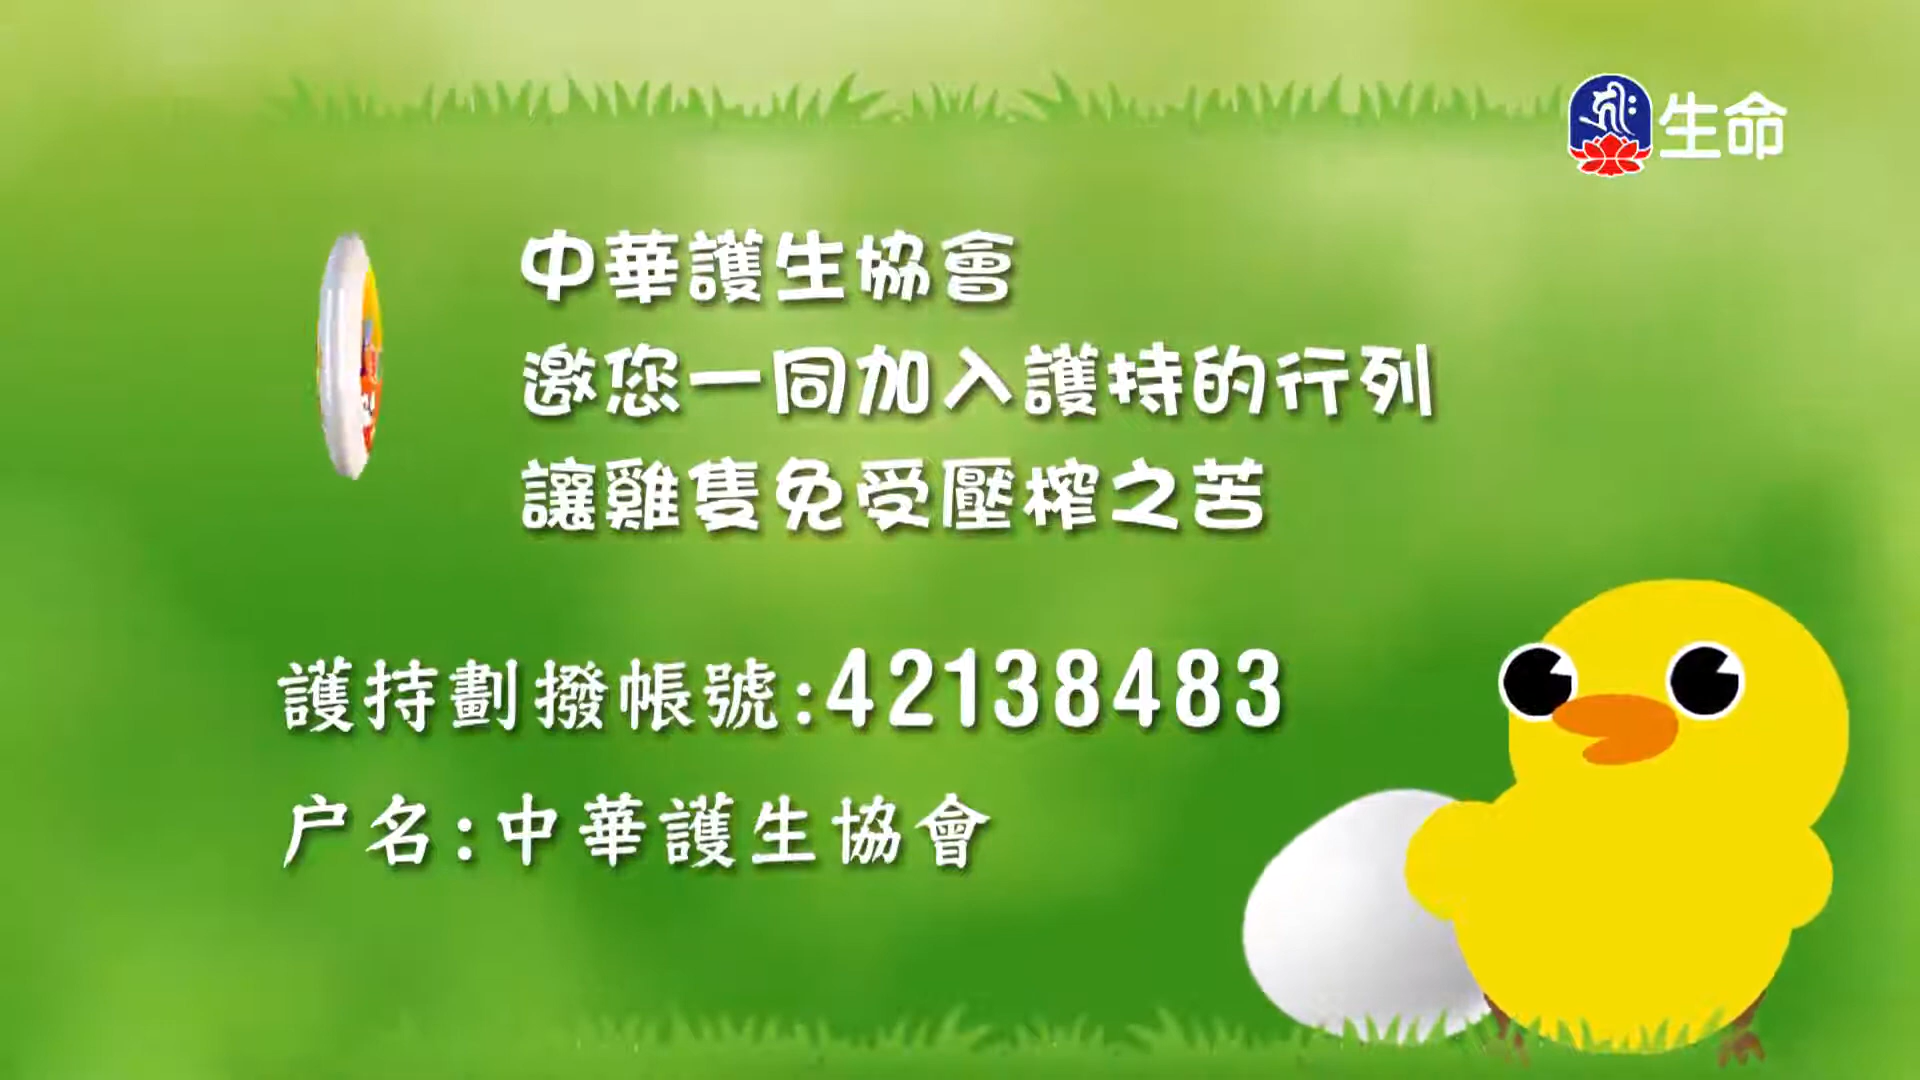 生命
中華護生協會
邀您一同加入護持的行列
讓雞隻免受壓榨之苦
護持劃撥帳號:42138483
户名:中華護生協會